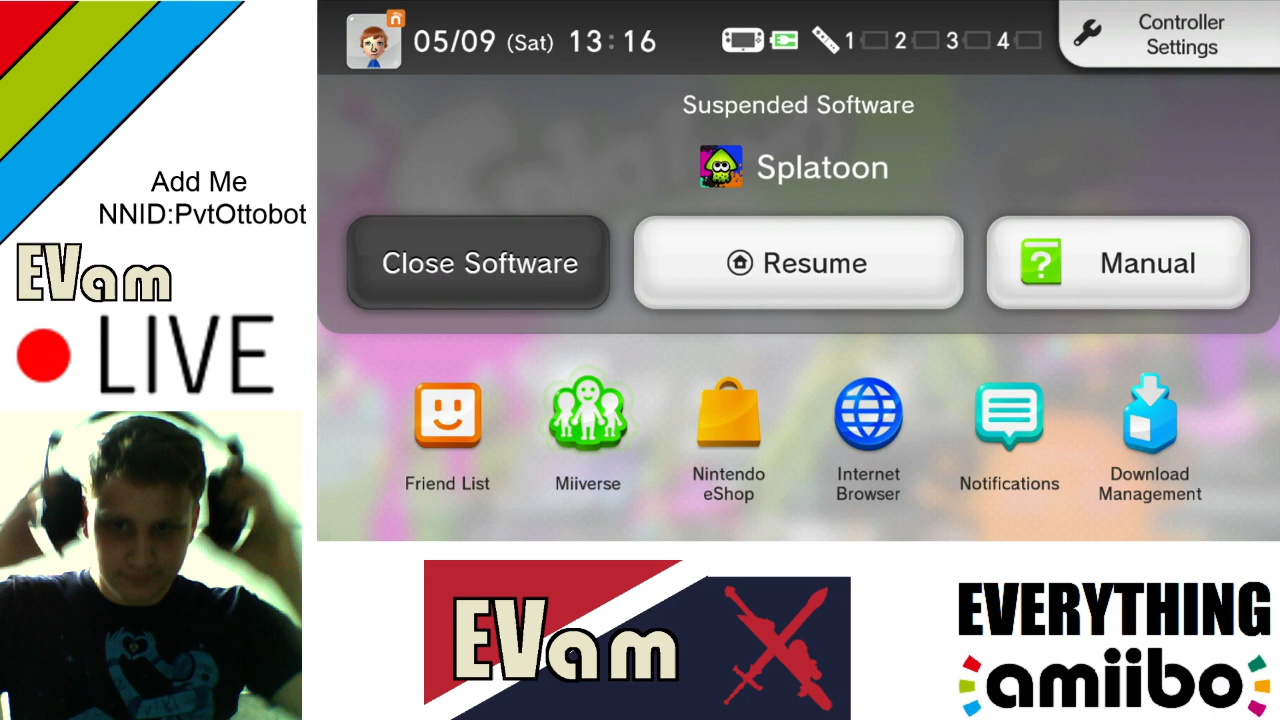 05/09 (Sat) 13:16
1 2 3 4
Controller
Settings
Suspended Software
Splatoon
Close Software
Resume
? Manual
Friend List
Miiverse
Nintendo
eShop
Internet
Browser
Notifications
Download
Management
Add Me
NNID:PvtOttobot
EVam
LIVE
EVam
EVERYTHING
amiibo